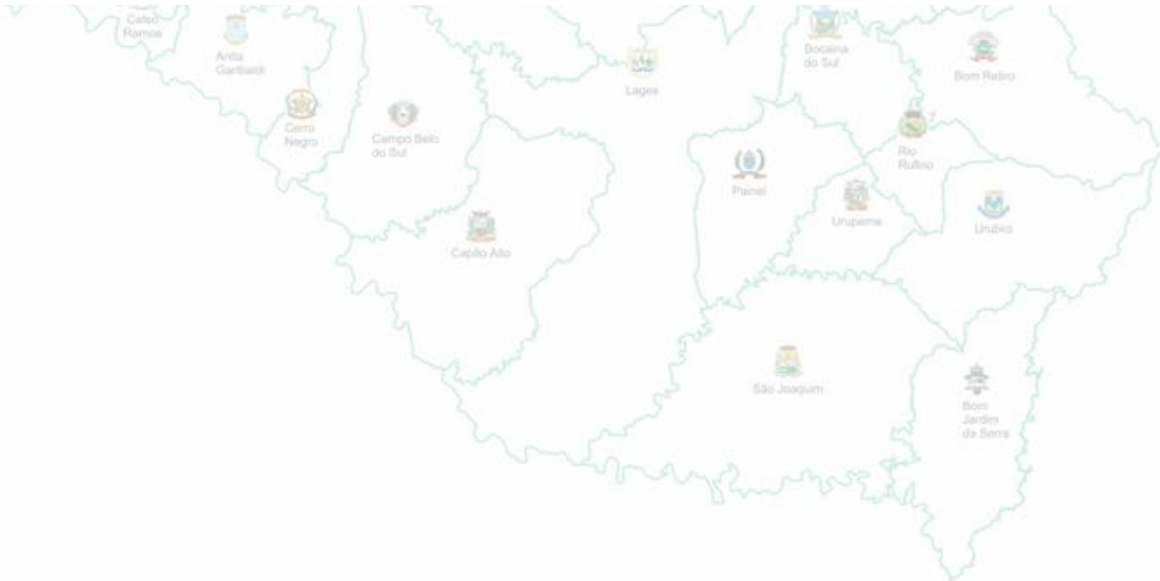 Celso
Ramos
Anita
Garibaldi
Cerro
Negro
Campo Belo
do Sul
Capão Alto
Lages
Bocaina
do Sul
Bom Retiro
Rio
Rufino
Painel
Urupema
Urubici
São Joaquim
Bom
Jardim
da Serra